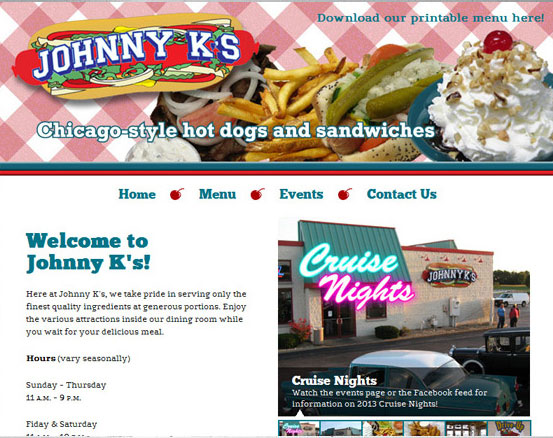 Download our printable menu here!
JOHNNY K'S
Chicago-style hot dogs and sandwiches
Home Menu Events Contact Us
Welcome to
Johnny K's!
Here at Johnny K's, we take pride in serving only the
finest quality ingredients at generous portions. Enjoy
the various attractions inside our dining room while
you wait for your delicious meal.
Hours (vary seasonally)
Sunday - Thursday
11 A.M. - 9 P.M.
Fiday & Saturday
Cruise
Nights
JOHNNY K'S
Cruise Nights
Watch the events page or the Facebook feed for
information on 2013 Cruise Nights!